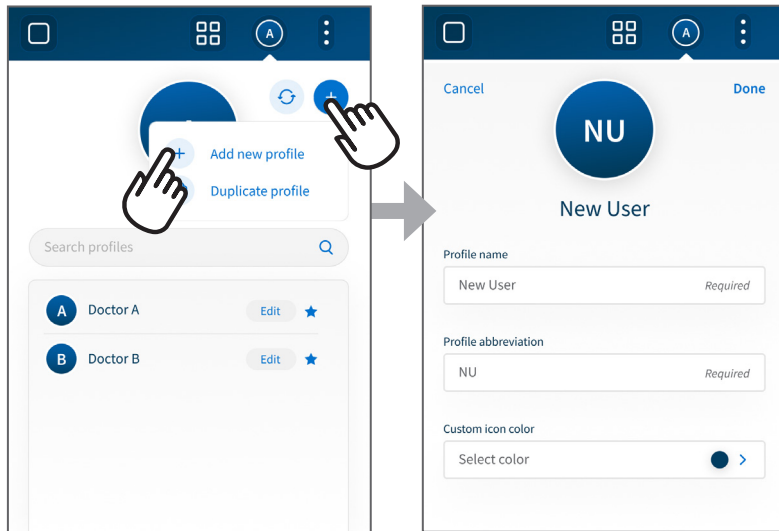 A
Add new profile
Duplicate profile
Search profiles
A Doctor A Edit
B Doctor B Edit
A
Cancel Done
NU
New User
Profile name
New User Required
Profile abbreviation
NU Required
Custom icon color
Select color